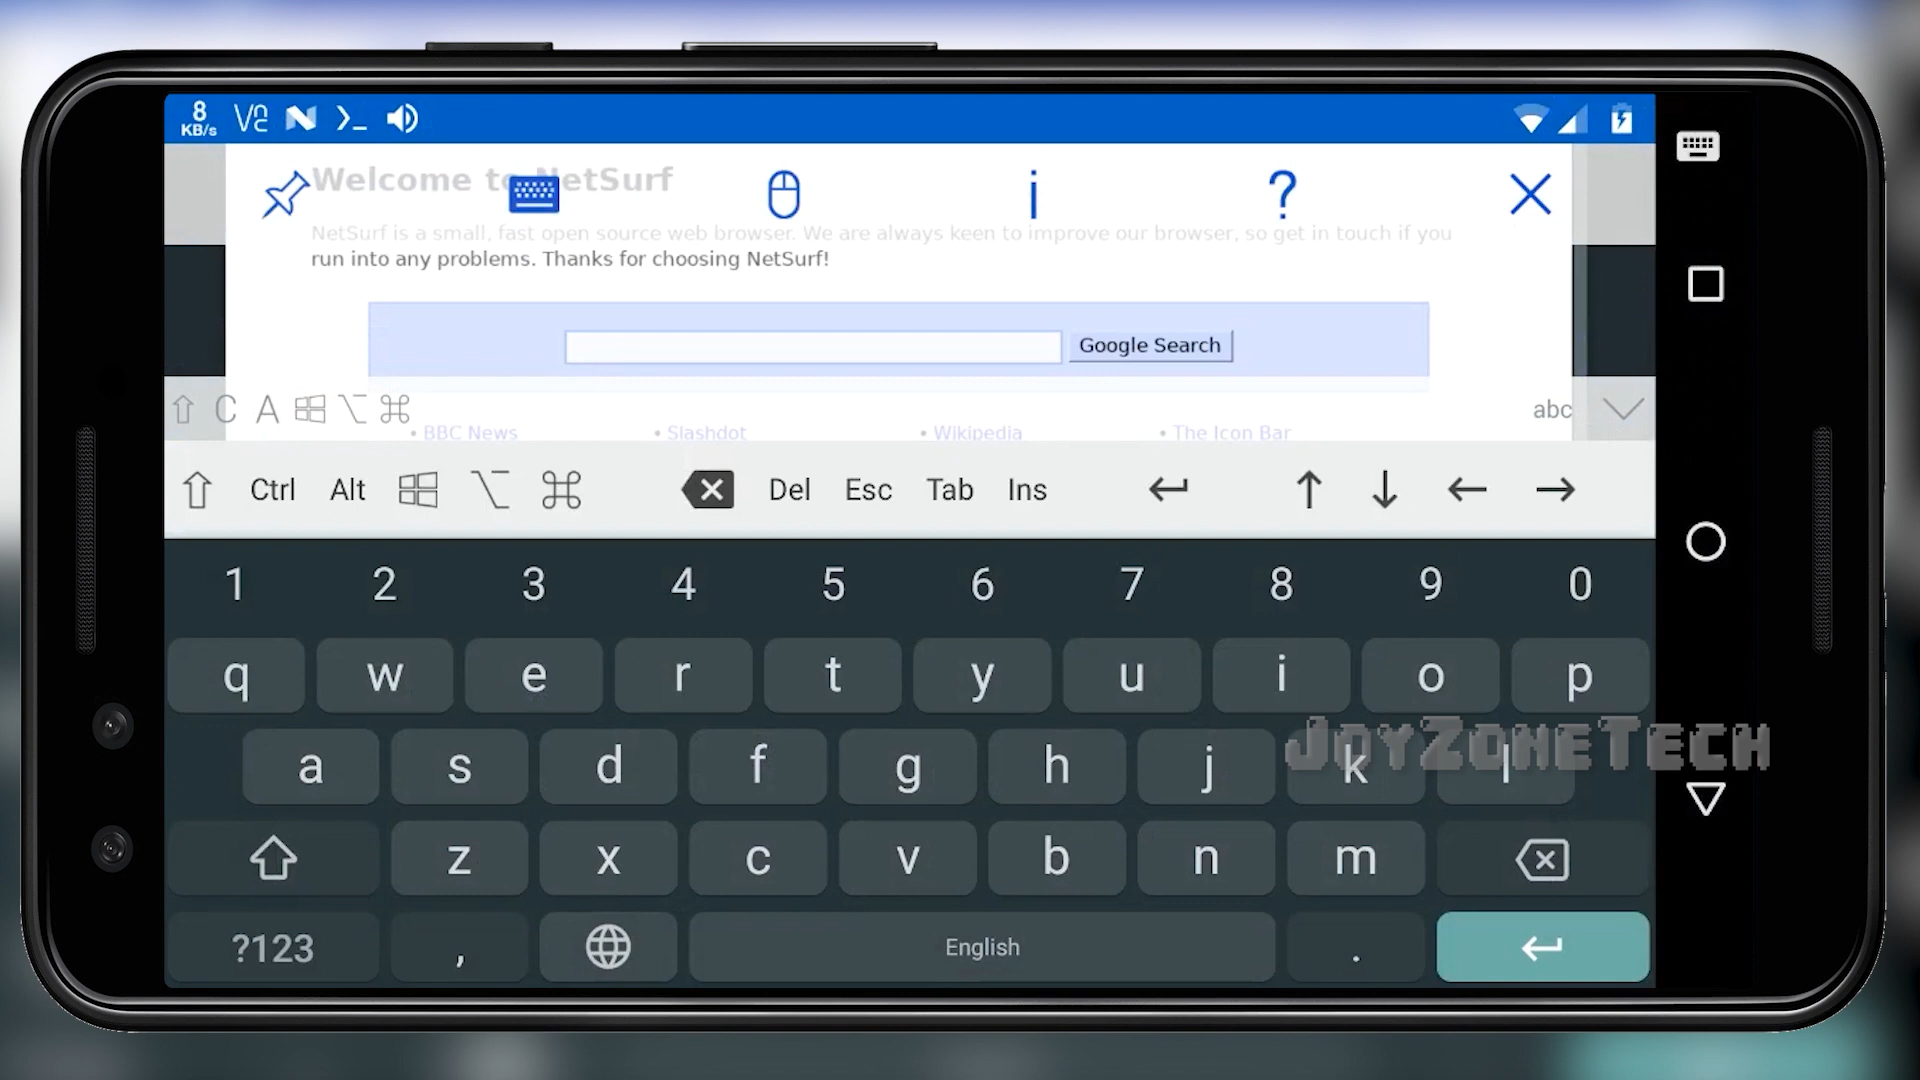 8
KB/s VNC N >_
Welcome to NetSurf
i ?
NetSurf is a small, fast open source web browser. We are always keen to improve our browser, so get in touch if you
run into any problems. Thanks for choosing NetSurf!
Google Search
C A abc
• BBC News • Slashdot • Wikipedia • The Icon Bar
Ctrl Alt Del Esc Tab Ins
1 2 3 4 5 6 7 8 9 0
q w e r t y u i o p
a s d f g h j k l
JoyZoneTech
z x c v b n m
?123 , English .